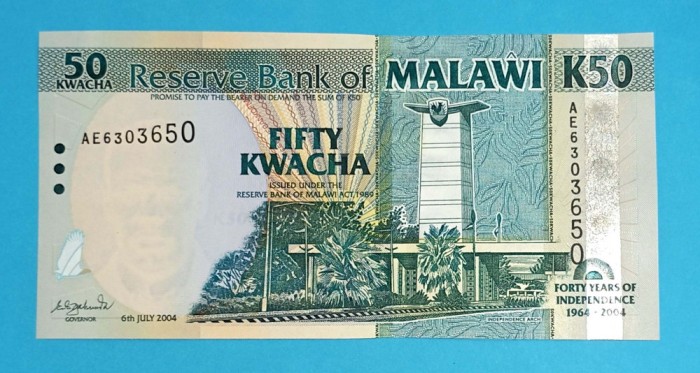 50
KWACHA
Reserve Bank of MALAŴI K50
PROMISE TO PAY THE BEARER ON DEMAND THE SUM OF K50
AE6303650
FIFTY
KWACHA
ISSUED UNDER THE
RESERVE BANK OF MALAWI ACT, 1989
AE6303650
FORTY YEARS OF
INDEPENDENCE
1964 - 2004
GOVERNOR
6th JULY 2004
INDEPENDENCE ARCH